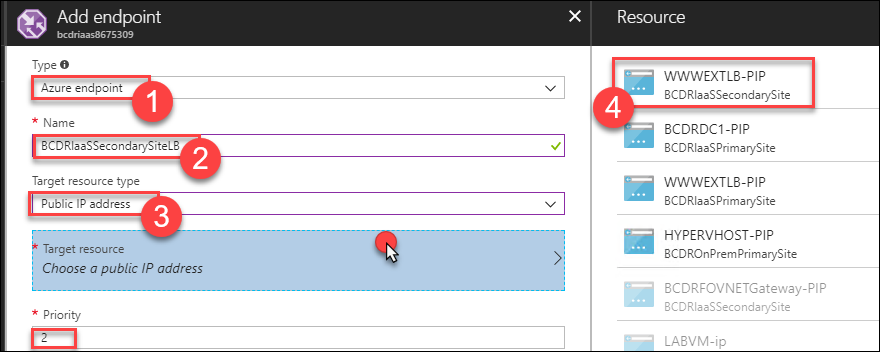 Add endpoint
bcdriaas8675309
Type
Azure endpoint
1
* Name
BCDRIaaSSecondarySiteLB
2
Target resource type
Public IP address
3
* Target resource
Choose a public IP address
* Priority
2
Resource
4
WWWEXTLB-PIP
BCDRIaaSSecondarySite
BCDRDC1-PIP
BCDRIaaSPrimarySite
WWWEXTLB-PIP
BCDRIaaSPrimarySite
HYPERVHOST-PIP
BCDROnPremPrimarySite
BCDRFOVNETGateway-PIP
BCDRIaaSSecondarySite
LABVM-ip